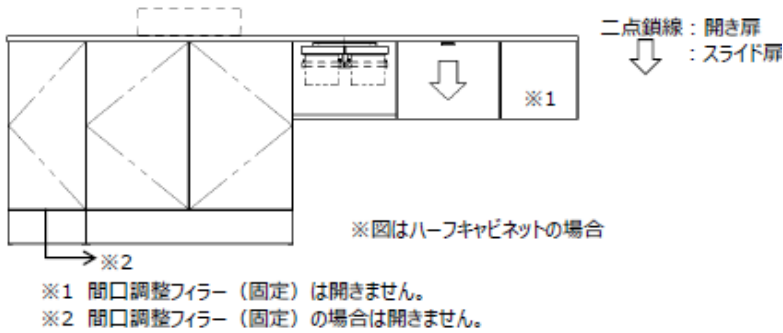 二点鎖線：開き扉
：スライド扉
※1
※図はハーフキャビネットの場合
※2
※1 間口調整フィラー（固定）は開きません。
※2 間口調整フィラー（固定）の場合は開きません。